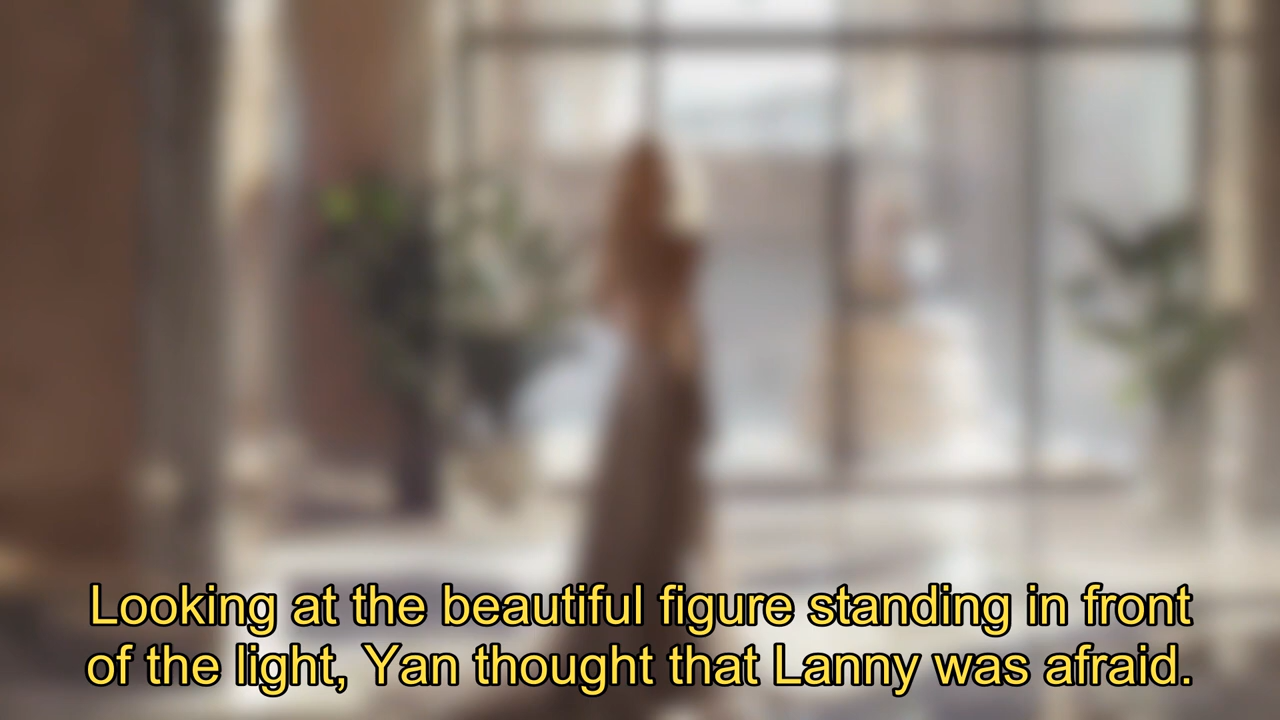 Looking at the beautiful figure standing in front
of the light, Yan thought that Lanny was afraid.